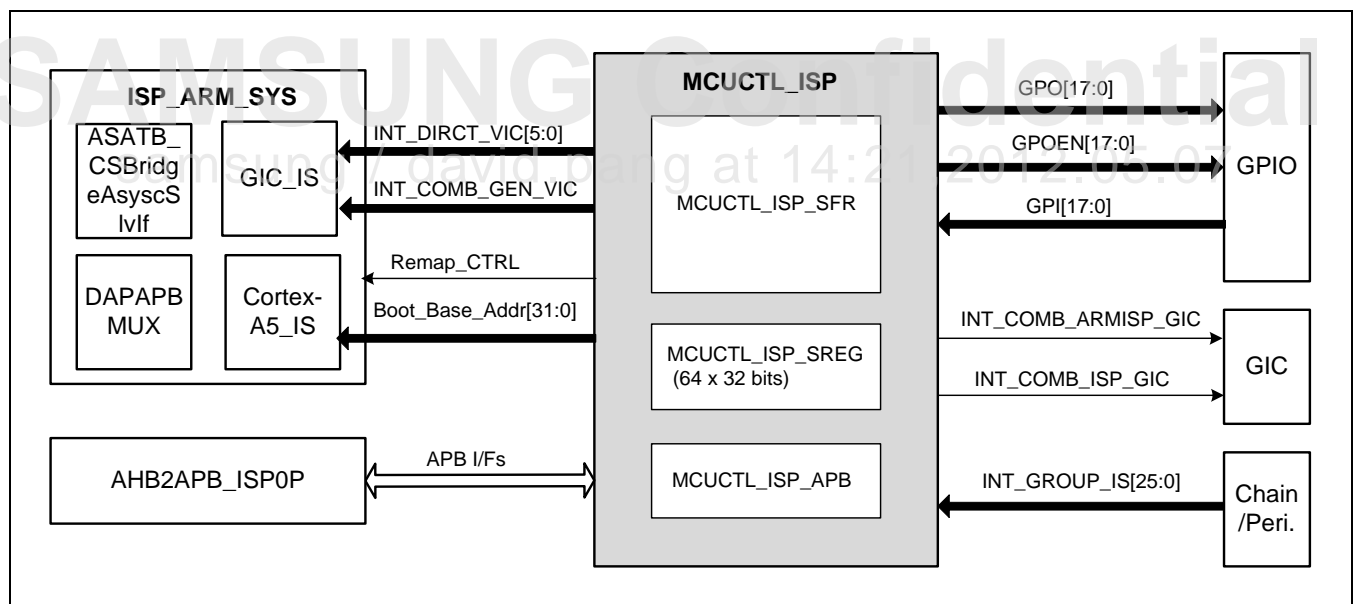 SAMSUNG Confidential
samsung / david.pang at 14:21,2012.05.07
ISP_ARM_SYS
ASATB_
CSBridg
eAsyscS
lvIf
GIC_IS
DAPAPB
MUX
Cortex-
A5_IS
INT_DIRCT_VIC[5:0]
INT_COMB_GEN_VIC
Remap_CTRL
Boot_Base_Addr[31:0]
AHB2APB_ISP0P
APB I/Fs
MCUCTL_ISP
MCUCTL_ISP_SFR
MCUCTL_ISP_SREG
(64 x 32 bits)
MCUCTL_ISP_APB
GPO[17:0]
GPOEN[17:0]
GPI[17:0]
GPIO
INT_COMB_ARMISP_GIC
INT_COMB_ISP_GIC
GIC
INT_GROUP_IS[25:0]
Chain
/Peri.